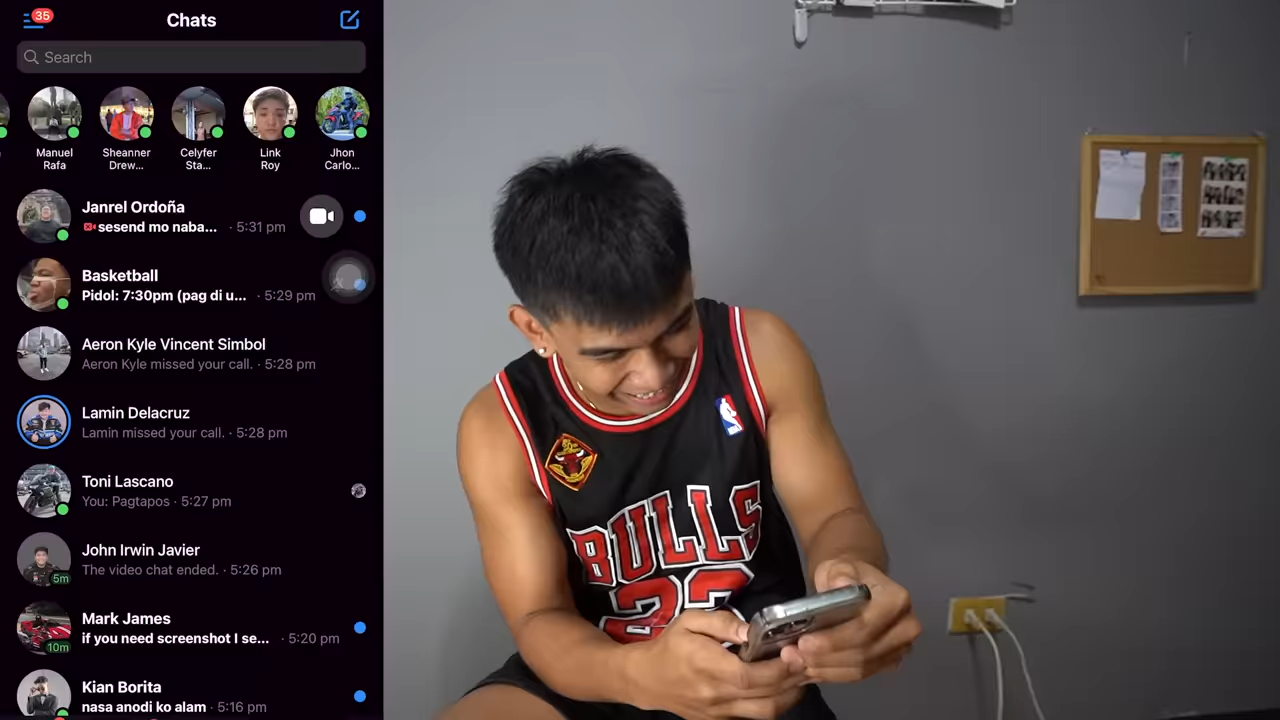 35
Chats
Search
Manuel
Rafa
Sheanner
Drew...
Celyfer
Sta...
Link
Roy
Jhon
Carlo...
Janrel Ordoña
sesend mo naba... · 5:31 pm
Basketball
Pidol: 7:30pm (pag di u... · 5:29 pm
Aeron Kyle Vincent Simbol
Aeron Kyle missed your call. · 5:28 pm
Lamin Delacruz
Lamin missed your call. · 5:28 pm
Toni Lascano
You: Pagtapos · 5:27 pm
John Irwin Javier
The video chat ended. · 5:26 pm
5m
Mark James
if you need screenshot I se... · 5:20 pm
10m
Kian Borita
nasa anodi ko alam · 5:16 pm
BULLS
23